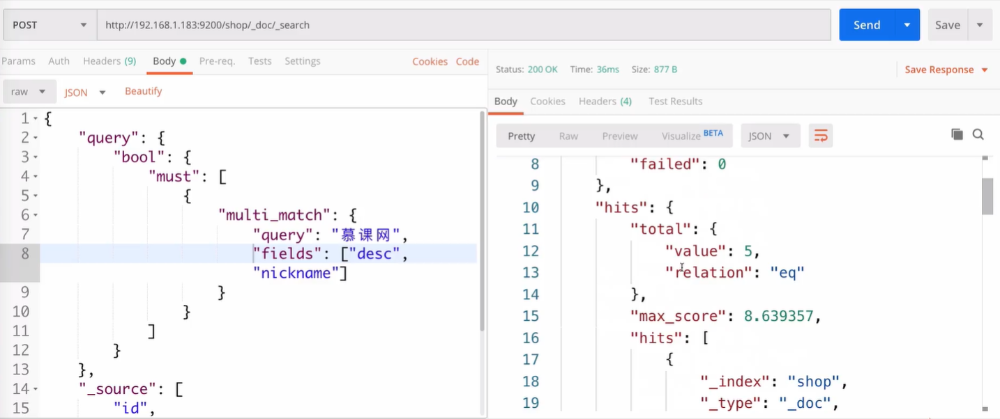 POST http://192.168.1.183:9200/shop/_doc/_search Send Save
Params Auth Headers (9) Body Pre-req. Tests Settings Cookies Code
raw JSON Beautify
1 {
2 "query": {
3 "bool": {
4 "must": [
5 {
6 "multi_match": {
7 "query": "慕课网",
8 "fields": ["desc",
"nickname"]
9 }
10 }
11 ]
12 }
13 },
14 "_source": [
15 "id",
Status: 200 OK Time: 36ms Size: 877 B Save Response
Body Cookies Headers (4) Test Results
Pretty Raw Preview Visualize BETA JSON
8 "failed": 0
9 },
10 "hits": {
11 "total": {
12 "value": 5,
13 "relation": "eq"
14 },
15 "max_score": 8.639357,
16 "hits": [
17 {
18 "_index": "shop",
19 "_type": "_doc",